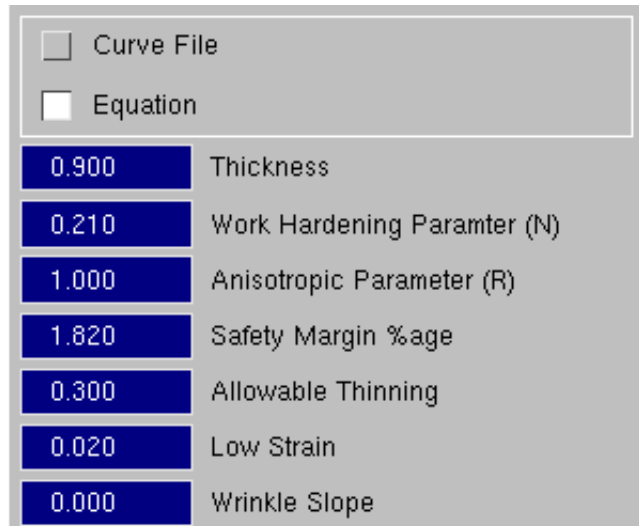 Curve File
Equation
0.900 Thickness
0.210 Work Hardening Paramter (N)
1.000 Anisotropic Parameter (R)
1.820 Safety Margin %age
0.300 Allowable Thinning
0.020 Low Strain
0.000 Wrinkle Slope